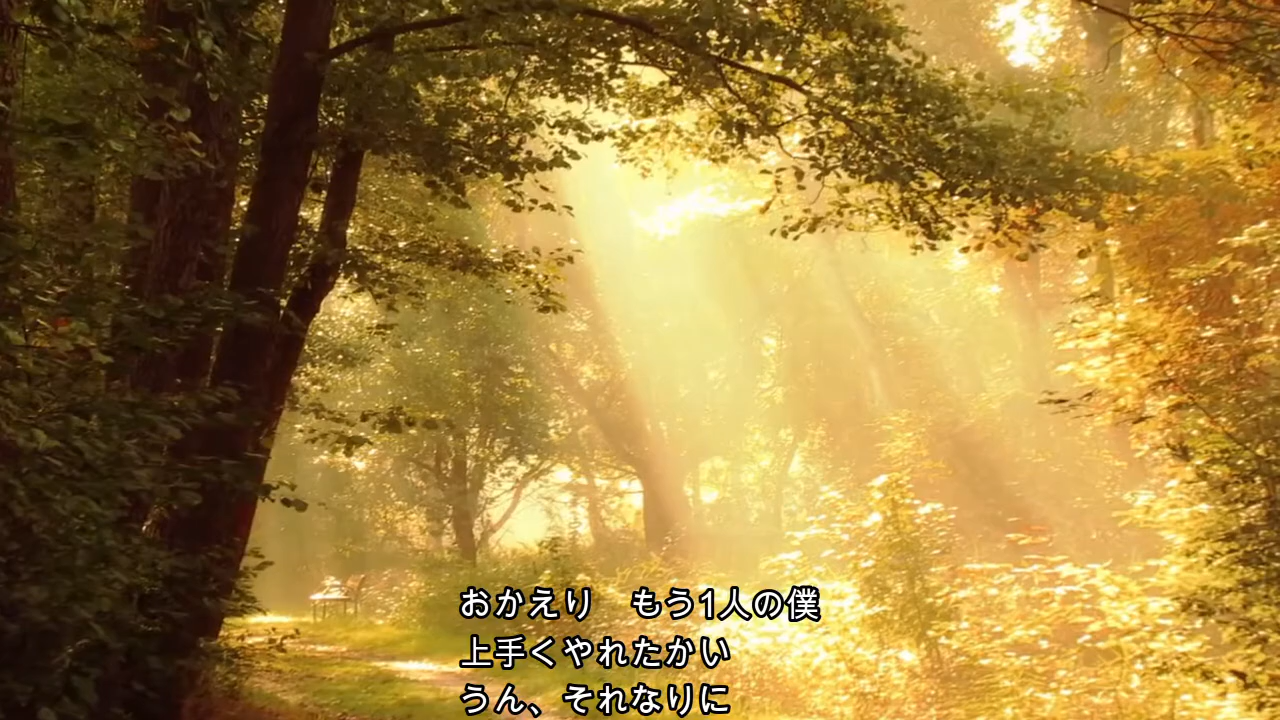 おかえり　もう1人の僕
上手くやれたかい
うん、それなりに